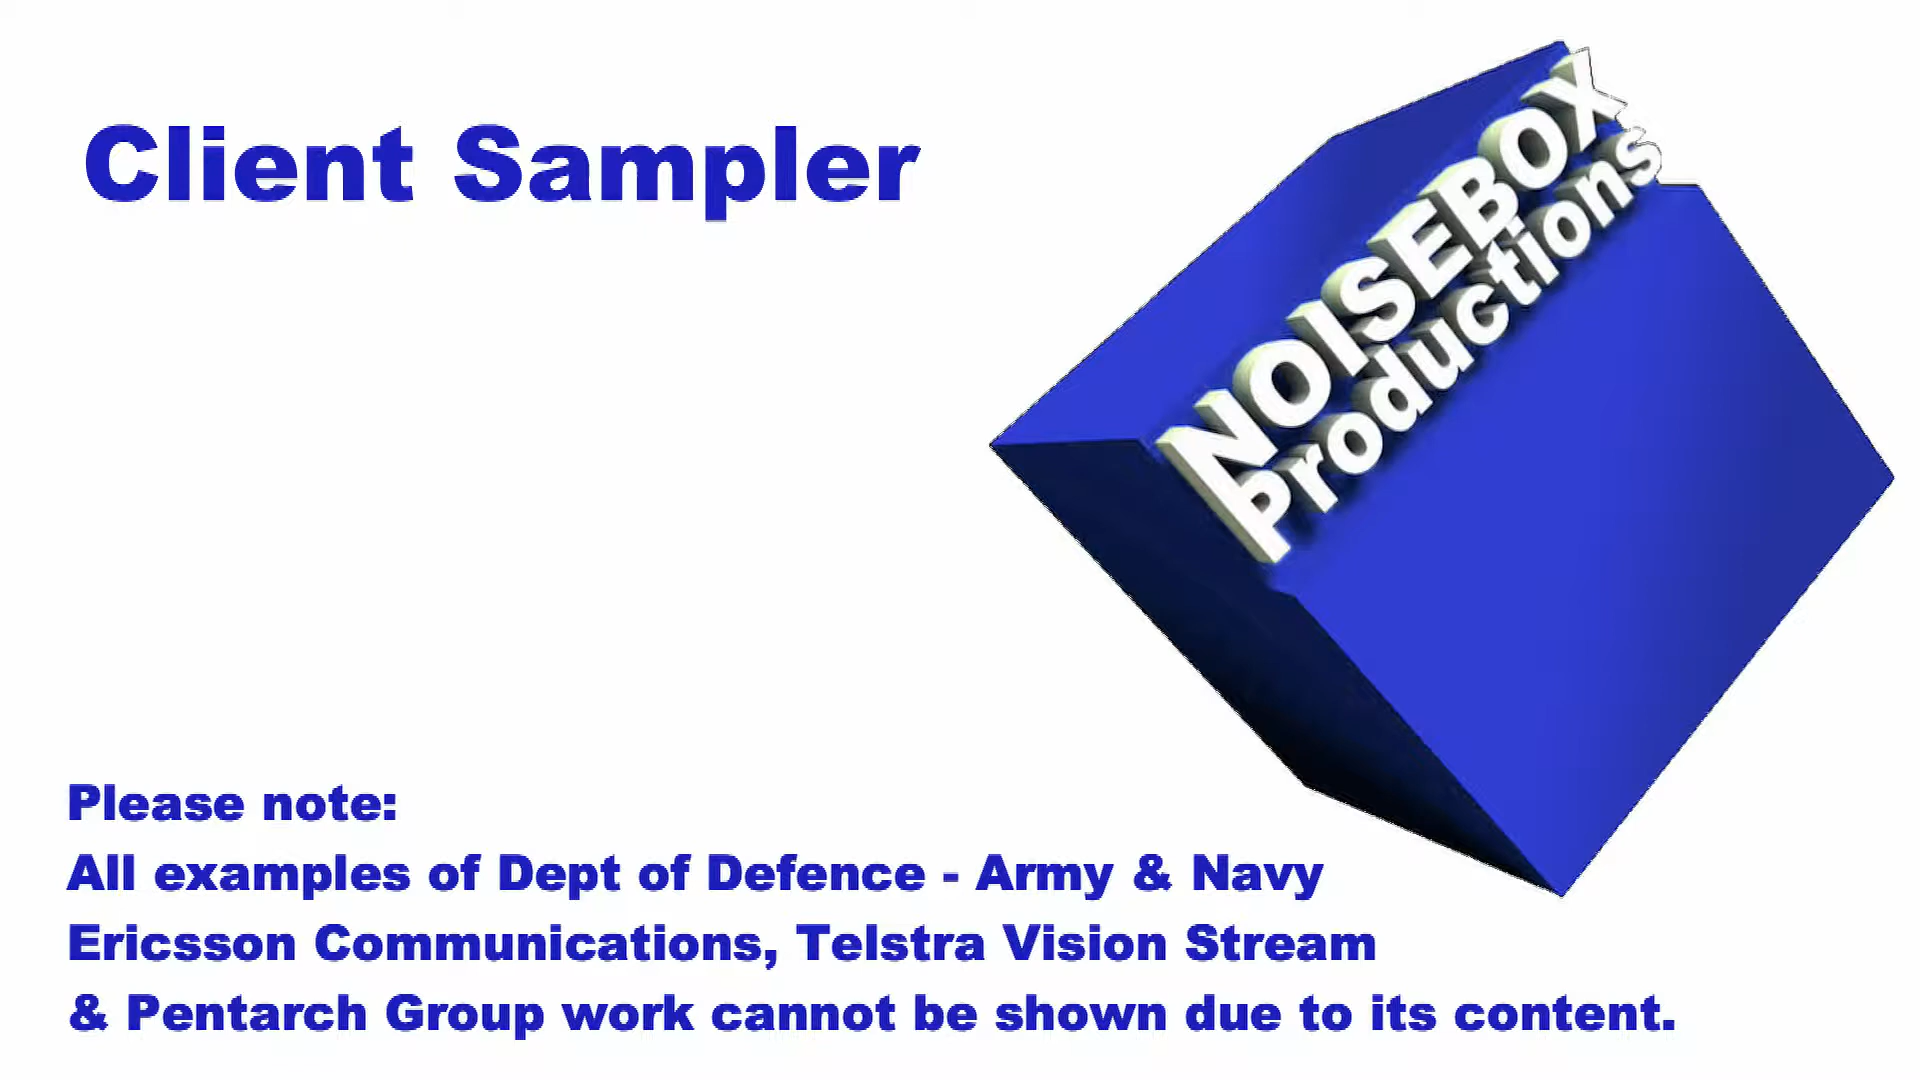 Client Sampler
NOISEBOX
Productions
Please note:
All examples of Dept of Defence - Army & Navy
Ericsson Communications, Telstra Vision Stream
& Pentarch Group work cannot be shown due to its content.